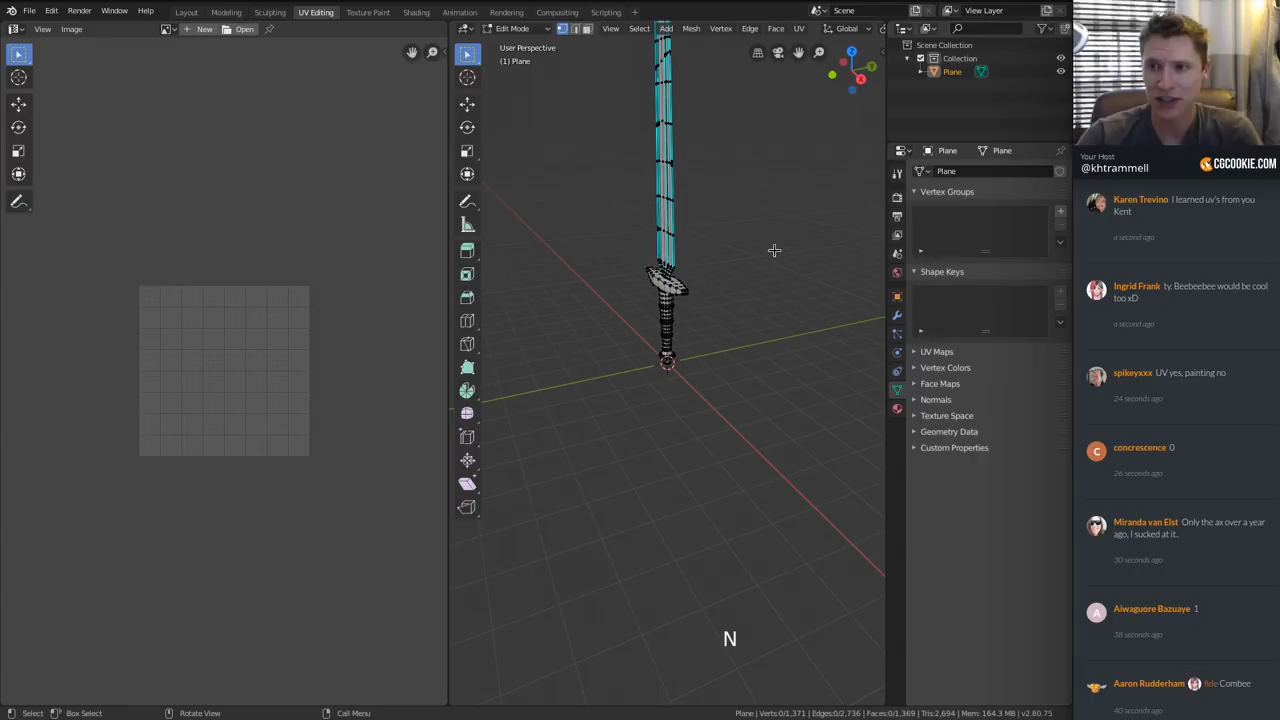 File Edit Render Window Help Layout Modeling Sculpting UV Editing Texture Paint Shading Animation Rendering Compositing Scripting + Scene View Layer
View Image New Open Edit Mode View Select Add Mesh Vertex Edge Face UV Global
User Perspective
(1) Plane
Scene Collection
Collection
Plane
Plane Plane
Plane
Vertex Groups
Shape Keys
UV Maps
Vertex Colors
Face Maps
Normals
Texture Space
Geometry Data
Custom Properties
N
Select Box Select Rotate View Call Menu Plane | Verts:0/1,371 | Edges:0/2,736 | Faces:0/1,369 | Tris:2,694 | Mem: 164.3 MB | v2.80.75
Your Host
@khtrammell CGCOOKIE.COM
Karen Trevino I learned uv's from you
Kent
a second ago
Ingrid Frank ty. Beebeebee would be cool
too xD
a second ago
spikeyxxx UV yes, painting no
24 seconds ago
C concrescence 0
26 seconds ago
Miranda van Elst Only the ax over a year
ago, I sucked at it..
30 seconds ago
A Aiwaguore Bazuaye 1
38 seconds ago
Aaron Rudderham fide Combee
40 seconds ago